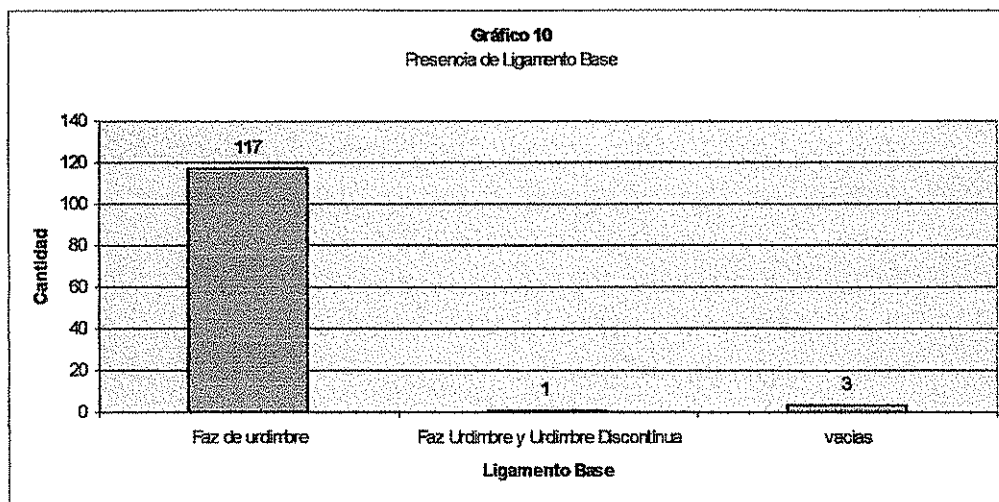 Gráfico 10
Presencia de Ligamento Base
Cantidad
140
120
100
80
60
40
20
0
117
1
3
Faz de urdimbre
Faz Urdimbre y Urdimbre Discontinua
vacias
Ligamento Base